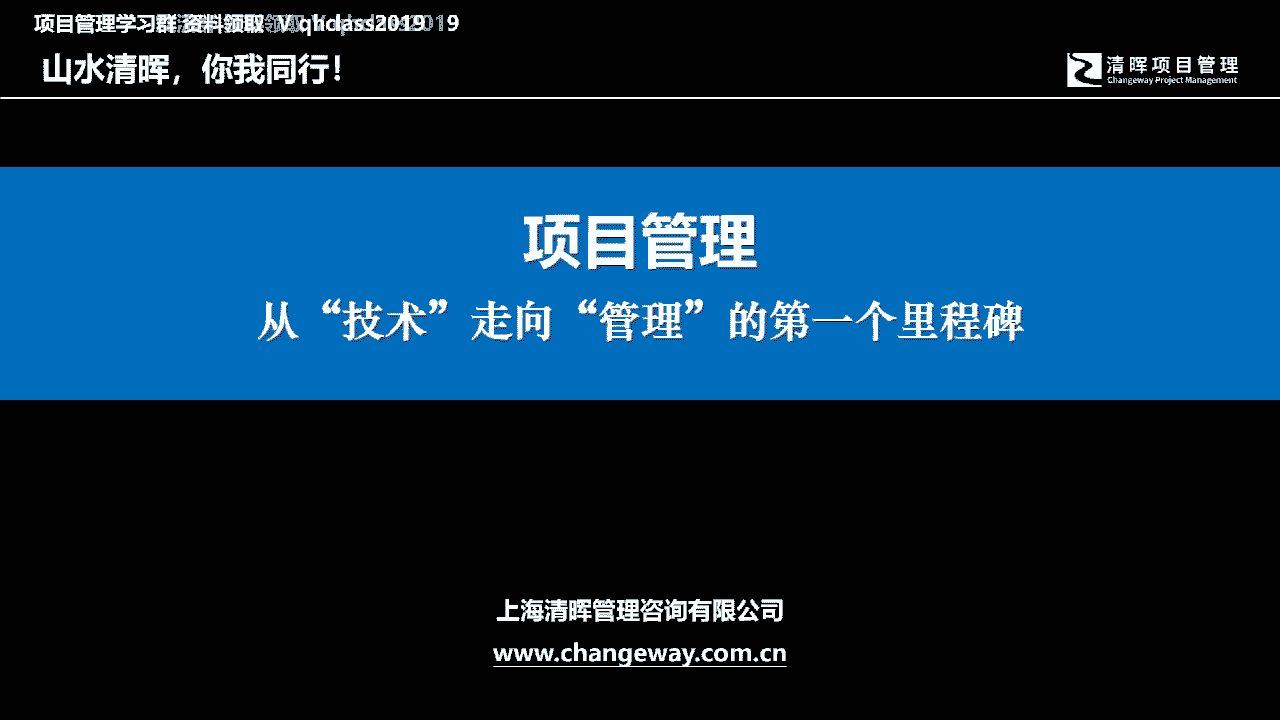 项目管理学习群 资料领取 V qhclass2019
山水清晖，你我同行！
清晖项目管理
Changeway Project Management
项目管理
从“技术”走向“管理”的第一个里程碑
上海清晖管理咨询有限公司
www.changeway.com.cn